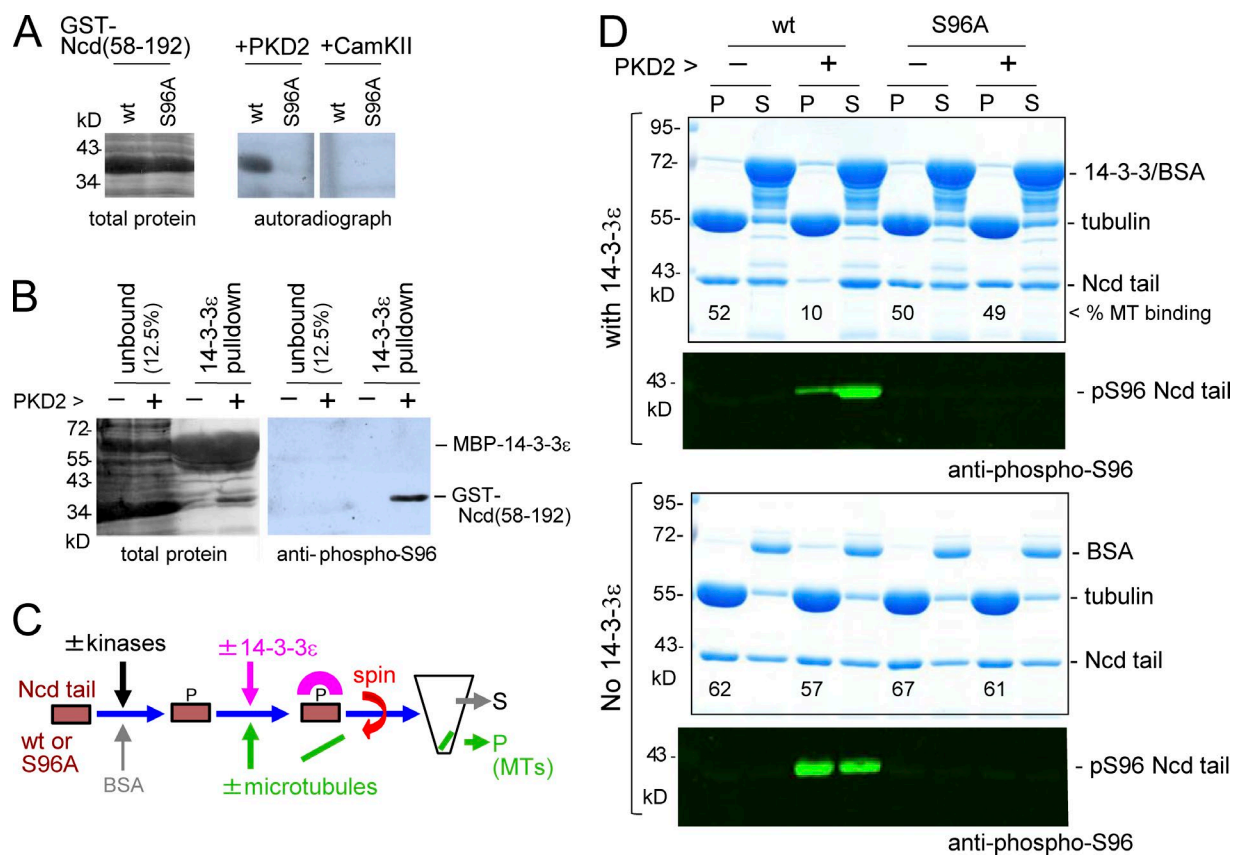 A
GST-
Ncd(58-192)
+PKD2 +CamKII
wt S96A wt S96A wt S96A
kD
43-
34-
total protein autoradiograph
B
unbound (12.5%) 14-3-3ε pulldown unbound (12.5%) 14-3-3ε pulldown
PKD2 > − + − + − + − +
72-
55-
43-
34-
kD
– MBP-14-3-3ε
– GST-
Ncd(58-192)
total protein anti-phospho-S96
C
±kinases ±14-3-3ε
Ncd tail P P spin S
wt or
S96A
BSA ±microtubules P
(MTs)
D
wt S96A
PKD2 > − + − +
P S P S P S P S
with 14-3-3ε
95-
72- - 14-3-3/BSA
55- - tubulin
43- - Ncd tail
kD
52 10 50 49 < % MT binding
43 - - pS96 Ncd tail
kD
anti-phospho-S96
No 14-3-3ε
95-
72- - BSA
55- - tubulin
43- - Ncd tail
kD
62 57 67 61
43 - - pS96 Ncd tail
kD
anti-phospho-S96